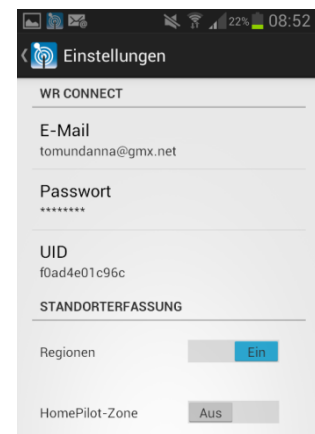 22% 08:52
Einstellungen
WR CONNECT
E-Mail
tomundanna@gmx.net
Passwort
********
UID
f0ad4e01c96c
STANDORTERFASSUNG
Regionen Ein
HomePilot-Zone Aus